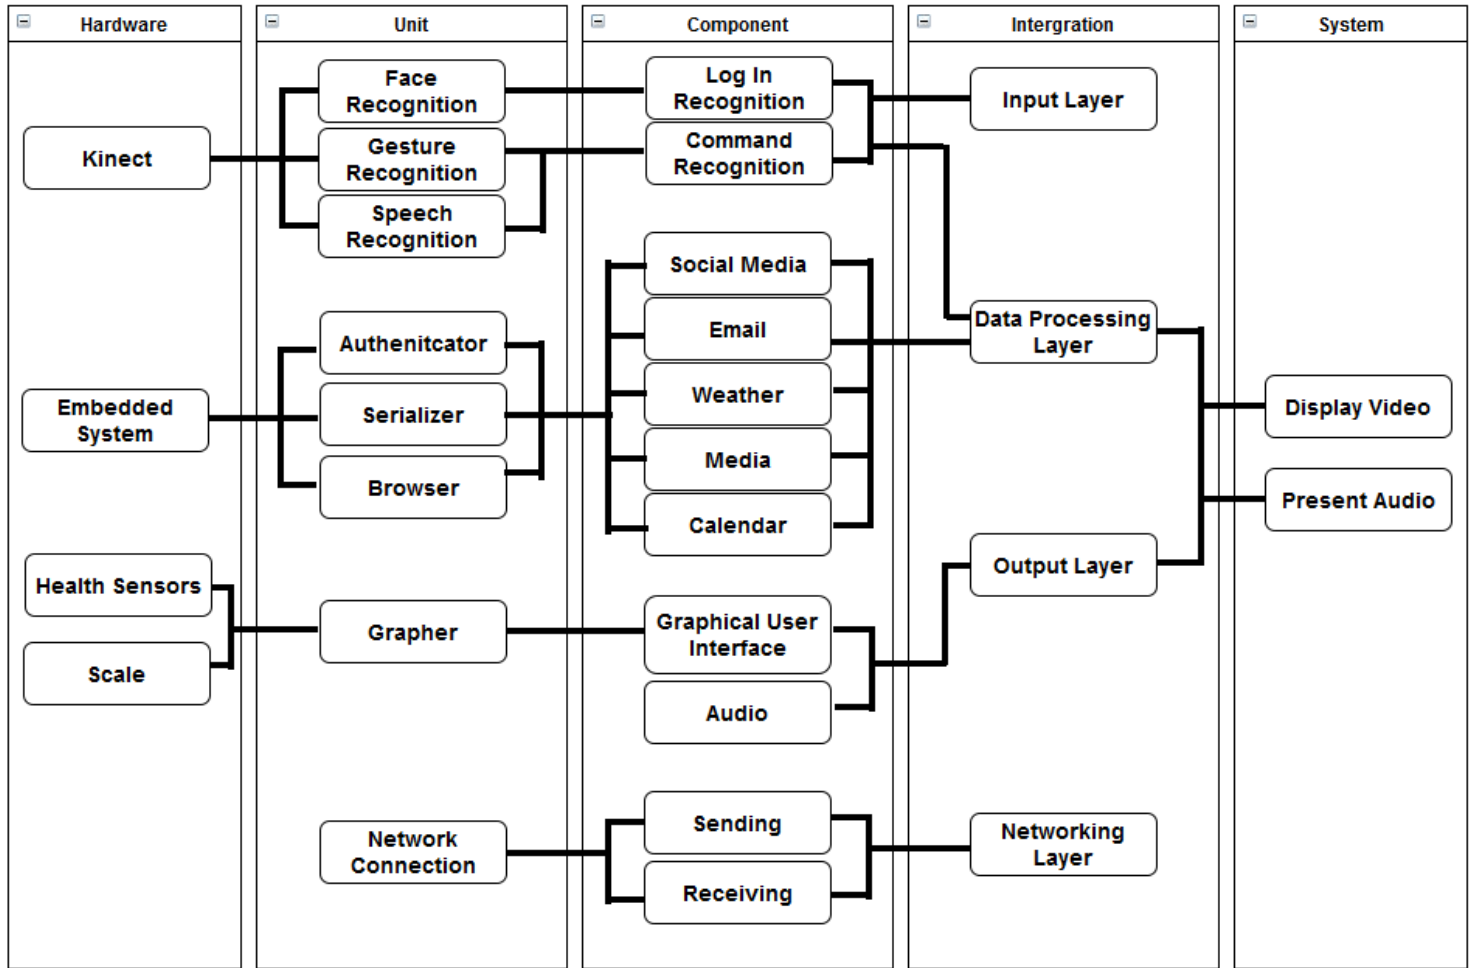 Hardware
Unit
Component
Intergration
System
Kinect
Embedded
System
Health Sensors
Scale
Face
Recognition
Gesture
Recognition
Speech
Recognition
Authenitcator
Serializer
Browser
Grapher
Network
Connection
Log In
Recognition
Command
Recognition
Social Media
Email
Weather
Media
Calendar
Graphical User
Interface
Audio
Sending
Receiving
Input Layer
Data Processing
Layer
Output Layer
Networking
Layer
Display Video
Present Audio